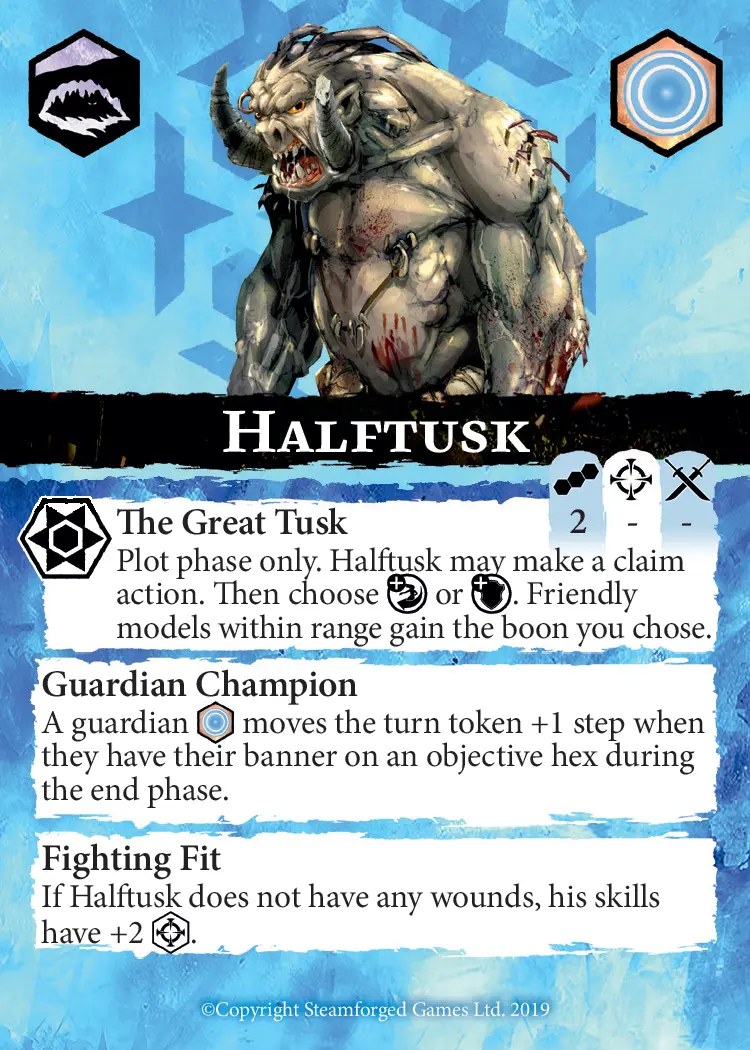 Halftusk
2 - -
The Great Tusk
Plot phase only. Halftusk may make a claim
action. Then choose or . Friendly
models within range gain the boon you chose.
Guardian Champion
A guardian moves the turn token +1 step when
they have their banner on an objective hex during
the end phase.
Fighting Fit
If Halftusk does not have any wounds, his skills
have +2 .
©Copyright Steamforged Games Ltd. 2019